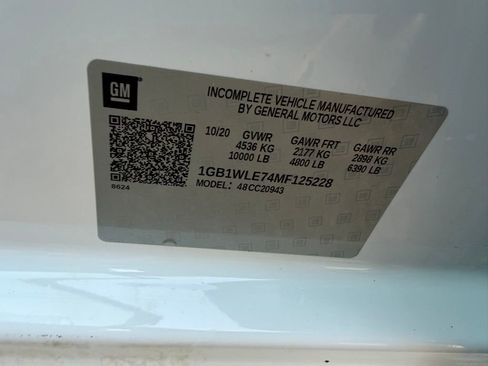 GM
INCOMPLETE VEHICLE MANUFACTURED
BY GENERAL MOTORS LLC
10/20 GVWR GAWR FRT GAWR RR
4536 KG 2177 KG 2898 KG
10000 LB 4800 LB 6390 LB
1GB1WLE74MF125228
MODEL: 48CC20943
8624